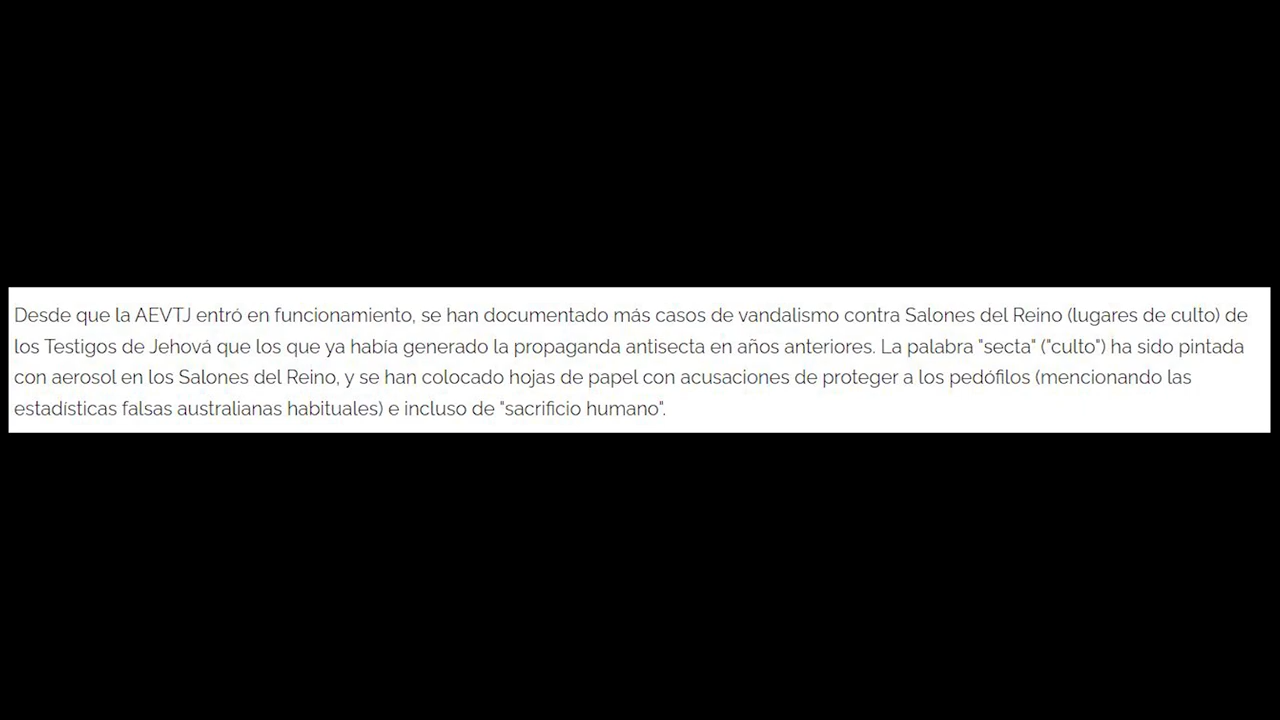 Desde que la AEVTJ entró en funcionamiento, se han documentado más casos de vandalismo contra Salones del Reino (lugares de culto) de
los Testigos de Jehová que los que ya había generado la propaganda antisecta en años anteriores. La palabra "secta" ("culto") ha sido pintada
con aerosol en los Salones del Reino, y se han colocado hojas de papel con acusaciones de proteger a los pedófilos (mencionando las
estadísticas falsas australianas habituales) e incluso de "sacrificio humano".